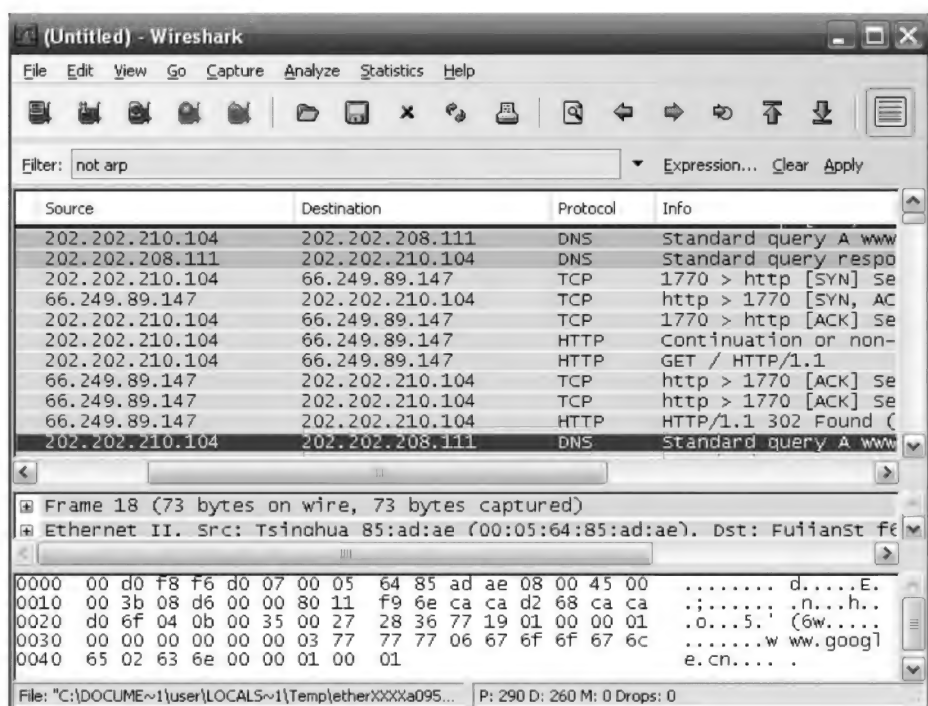 (Untitled) - Wireshark
File Edit View Go Capture Analyze Statistics Help
Filter: not arp Expression... Clear Apply
Source Destination Protocol Info
202.202.210.104 202.202.208.111 DNS Standard query A www
202.202.208.111 202.202.210.104 DNS Standard query respo
202.202.210.104 66.249.89.147 TCP 1770 > http [SYN] Se
66.249.89.147 202.202.210.104 TCP http > 1770 [SYN, AC
202.202.210.104 66.249.89.147 TCP 1770 > http [ACK] Se
202.202.210.104 66.249.89.147 HTTP Continuation or non-
202.202.210.104 66.249.89.147 HTTP GET / HTTP/1.1
66.249.89.147 202.202.210.104 TCP http > 1770 [ACK] Se
66.249.89.147 202.202.210.104 TCP http > 1770 [ACK] Se
66.249.89.147 202.202.210.104 HTTP HTTP/1.1 302 Found (
202.202.210.104 202.202.208.111 DNS Standard query A www
Frame 18 (73 bytes on wire, 73 bytes captured)
Ethernet II, Src: Tsinghua 85:ad:ae (00:05:64:85:ad:ae), Dst: FujianSt f6
0000 00 d0 f8 f6 d0 07 00 05 64 85 ad ae 08 00 45 00 ........ d.....E.
0010 00 3b 08 d6 00 00 80 11 f9 6e ca ca d2 68 ca ca .;...... .n...h..
0020 d0 6f 04 0b 00 35 00 27 28 36 77 19 01 00 00 01 .o...5.' (6w.....
0030 00 00 00 00 00 00 03 77 77 77 06 67 6f 6f 67 6c .......w ww.googl
0040 65 02 63 6e 00 00 01 00 01 e.cn.... .
File: "C:\DOCUME~1\user\LOCALS~1\Temp\etherXXXXa095... P: 290 D: 260 M: 0 Drops: 0